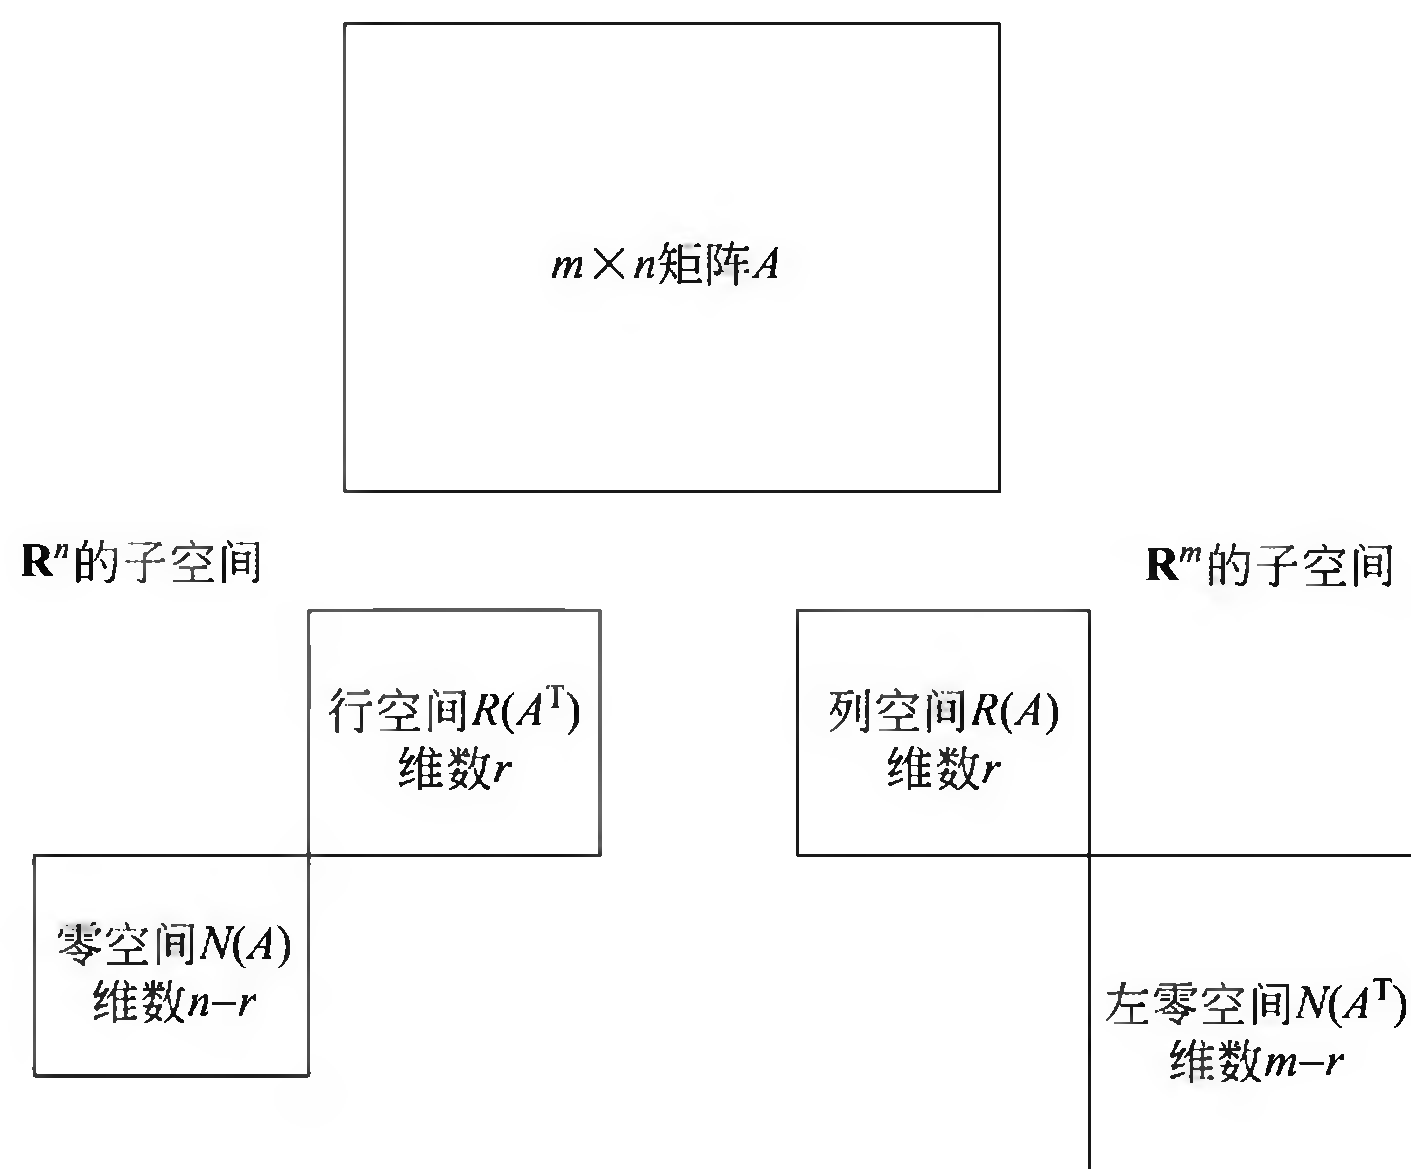 m×n矩阵A
Rⁿ的子空间
Rᵐ的子空间
行空间R(Aᵀ)
维数r
列空间R(A)
维数r
零空间N(A)
维数n–r
左零空间N(Aᵀ)
维数m–r